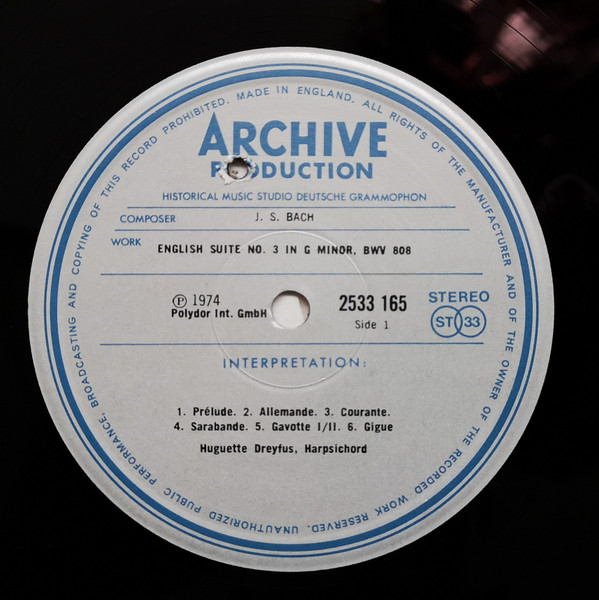 BROADCASTING AND COPYING OF THIS RECORD PROHIBITED. MADE IN ENGLAND. ALL RIGHTS OF THE MANUFACTURER AND OF THE OWNER OF THE RECORDED WORK RESERVED. UNAUTHORIZED PUBLIC PERFORMANCE,
ARCHIVE
PRODUCTION
HISTORICAL MUSIC STUDIO DEUTSCHE GRAMMOPHON
COMPOSER J. S. BACH
WORK ENGLISH SUITE NO. 3 IN G MINOR, BWV 808
℗ 1974
Polydor Int. GmbH
2533 165
Side 1
STEREO
ST 33
INTERPRETATION:
1. Prélude. 2. Allemande. 3. Courante.
4. Sarabande. 5. Gavotte I/II. 6. Gigue
Huguette Dreyfus, Harpsichord